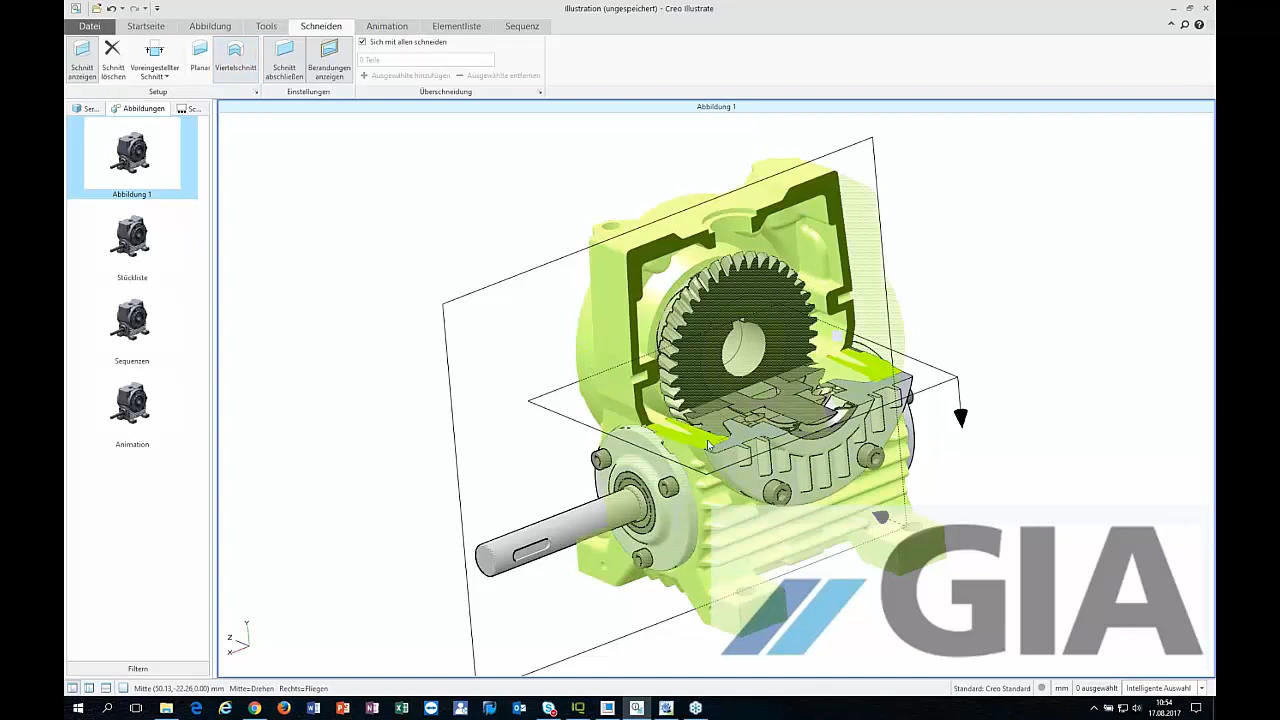 Illustration (ungespeichert) - Creo Illustrate
Datei Startseite Abbildung Tools Schneiden Animation Elementliste Sequenz
Schnitt anzeigen
Schnitt löschen
Voreingestellter Schnitt
Planar
Viertelschnitt
Schnitt abschließen
Berandungen anzeigen
Sich mit allen schneiden
0 Teile
Ausgewählte hinzufügen Ausgewählte entfernen
Setup Einstellungen Überschneidung
Ser... Abbildungen Sc...
Abbildung 1
Abbildung 1
Stückliste
Sequenzen
Animation
Y
Z
X
GIA
Filtern
Mitte (50.13,-22.26,0.00) mm Mitte=Drehen Rechts=Fliegen
Standard: Creo Standard mm 0 ausgewählt Intelligente Auswahl
10:54
17.08.2017